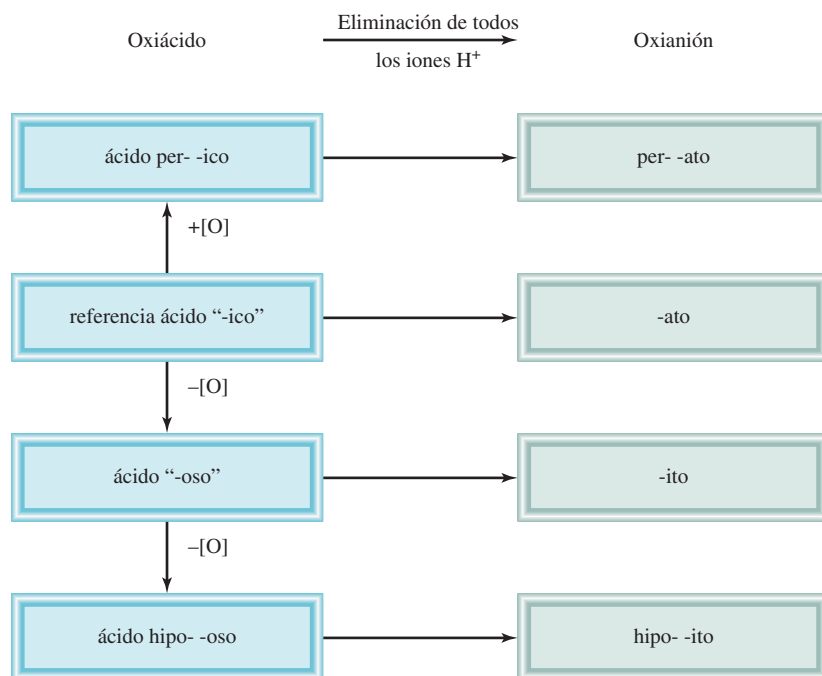 Oxiácido
Eliminación de todos
los iones H⁺
Oxianión
ácido per- -ico
per- -ato
+[O]
referencia ácido “-ico”
-ato
–[O]
ácido “-oso”
-ito
–[O]
ácido hipo- -oso
hipo- -ito